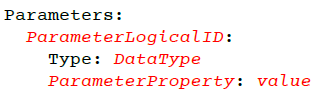 Parameters:
  ParameterLogicalID:
    Type: DataType
    ParameterProperty: value